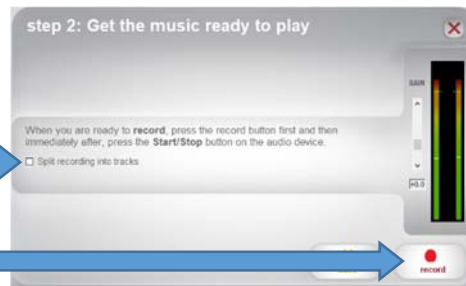 step 2: Get the music ready to play
GAIN
When you are ready to record, press the record button first and then
immediately after, press the Start/Stop button on the audio device.
Split recording into tracks
+0.0
record